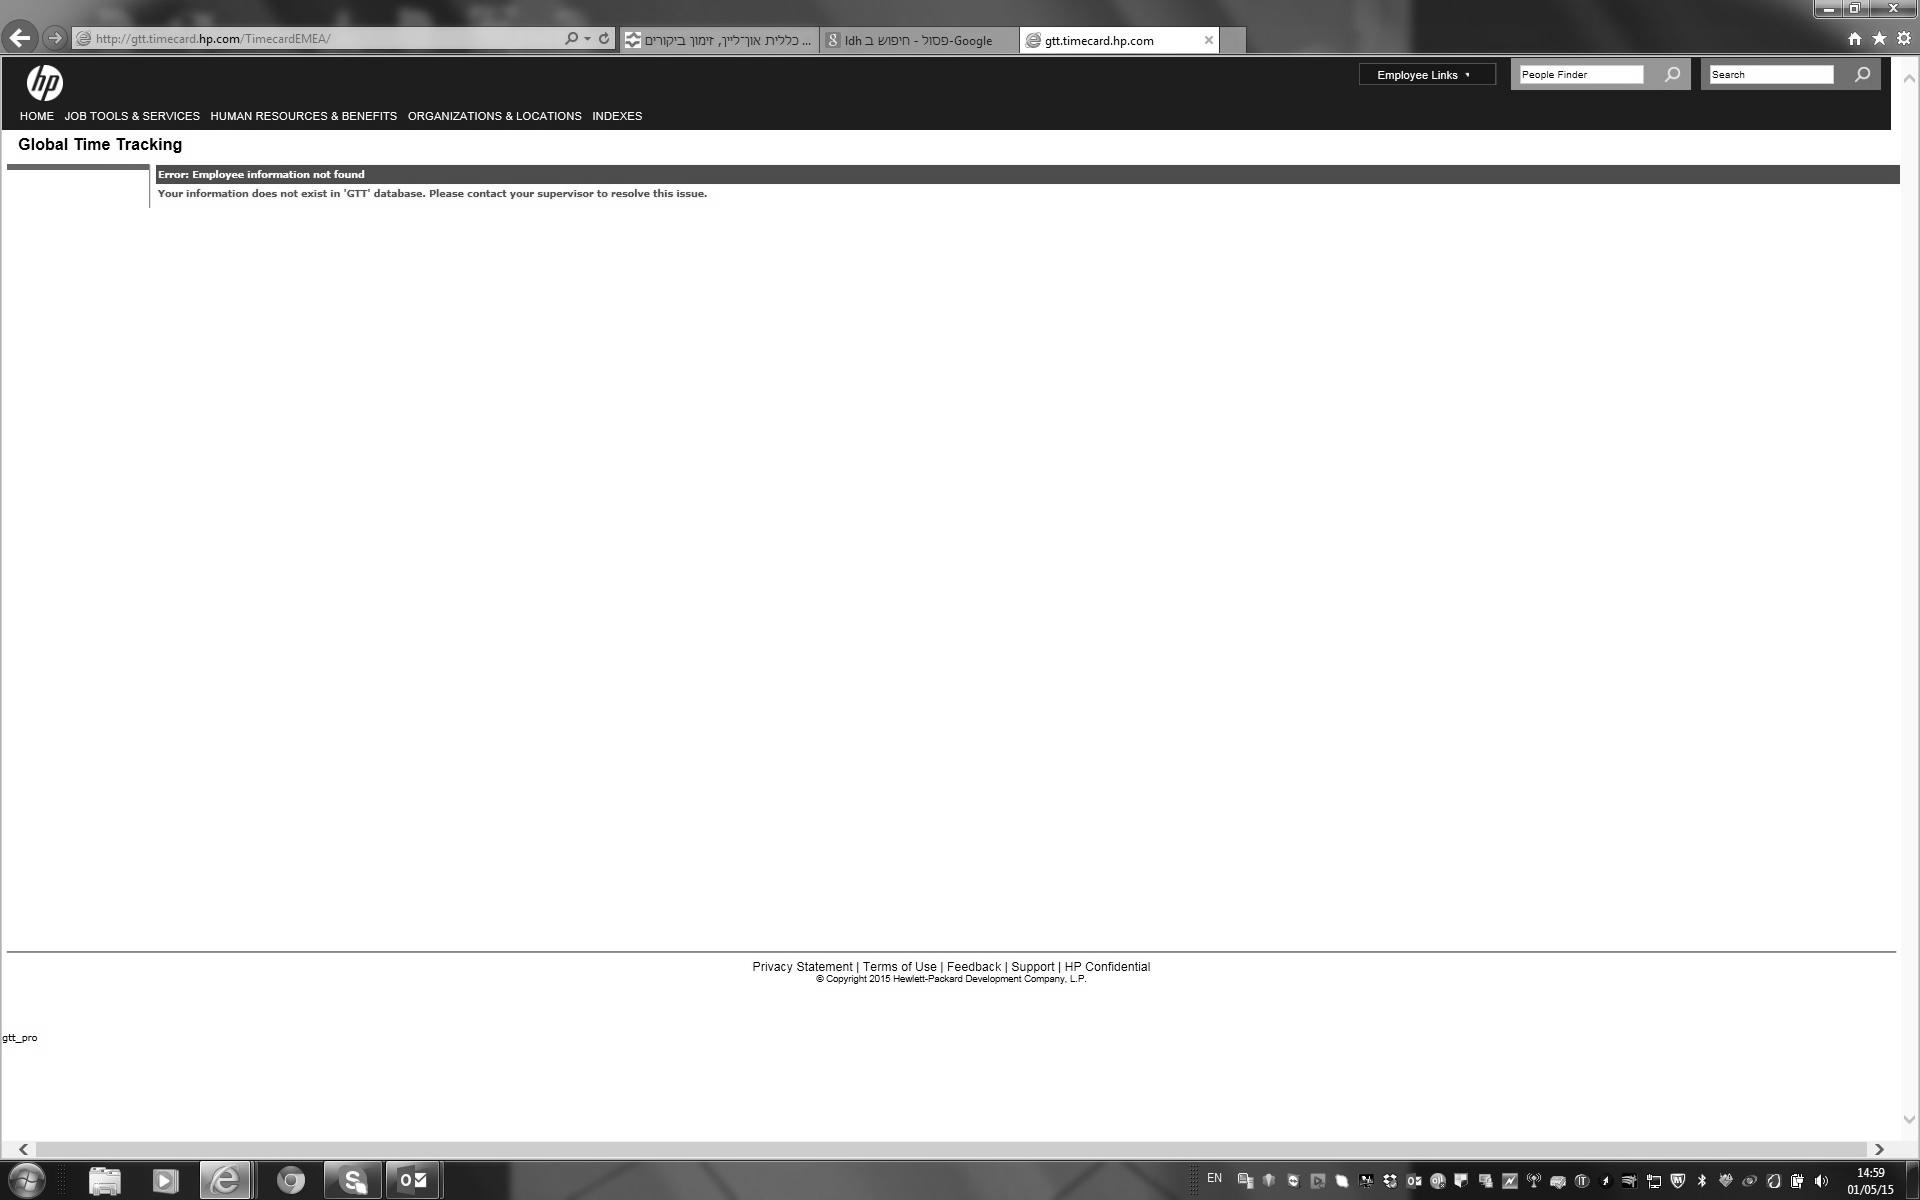 http://gtt.timecard.hp.com/TimecardEMEA/
כללית און־ליין, זימון ביקורים ...
Google-פסול - חיפוש ב ldh
gtt.timecard.hp.com
hp
Employee Links
People Finder
Search
HOME JOB TOOLS & SERVICES HUMAN RESOURCES & BENEFITS ORGANIZATIONS & LOCATIONS INDEXES
Global Time Tracking
Error: Employee information not found
Your information does not exist in 'GTT' database. Please contact your supervisor to resolve this issue.
Privacy Statement | Terms of Use | Feedback | Support | HP Confidential
© Copyright 2015 Hewlett-Packard Development Company, L.P.
gtt_pro
EN
14:59
01/05/15